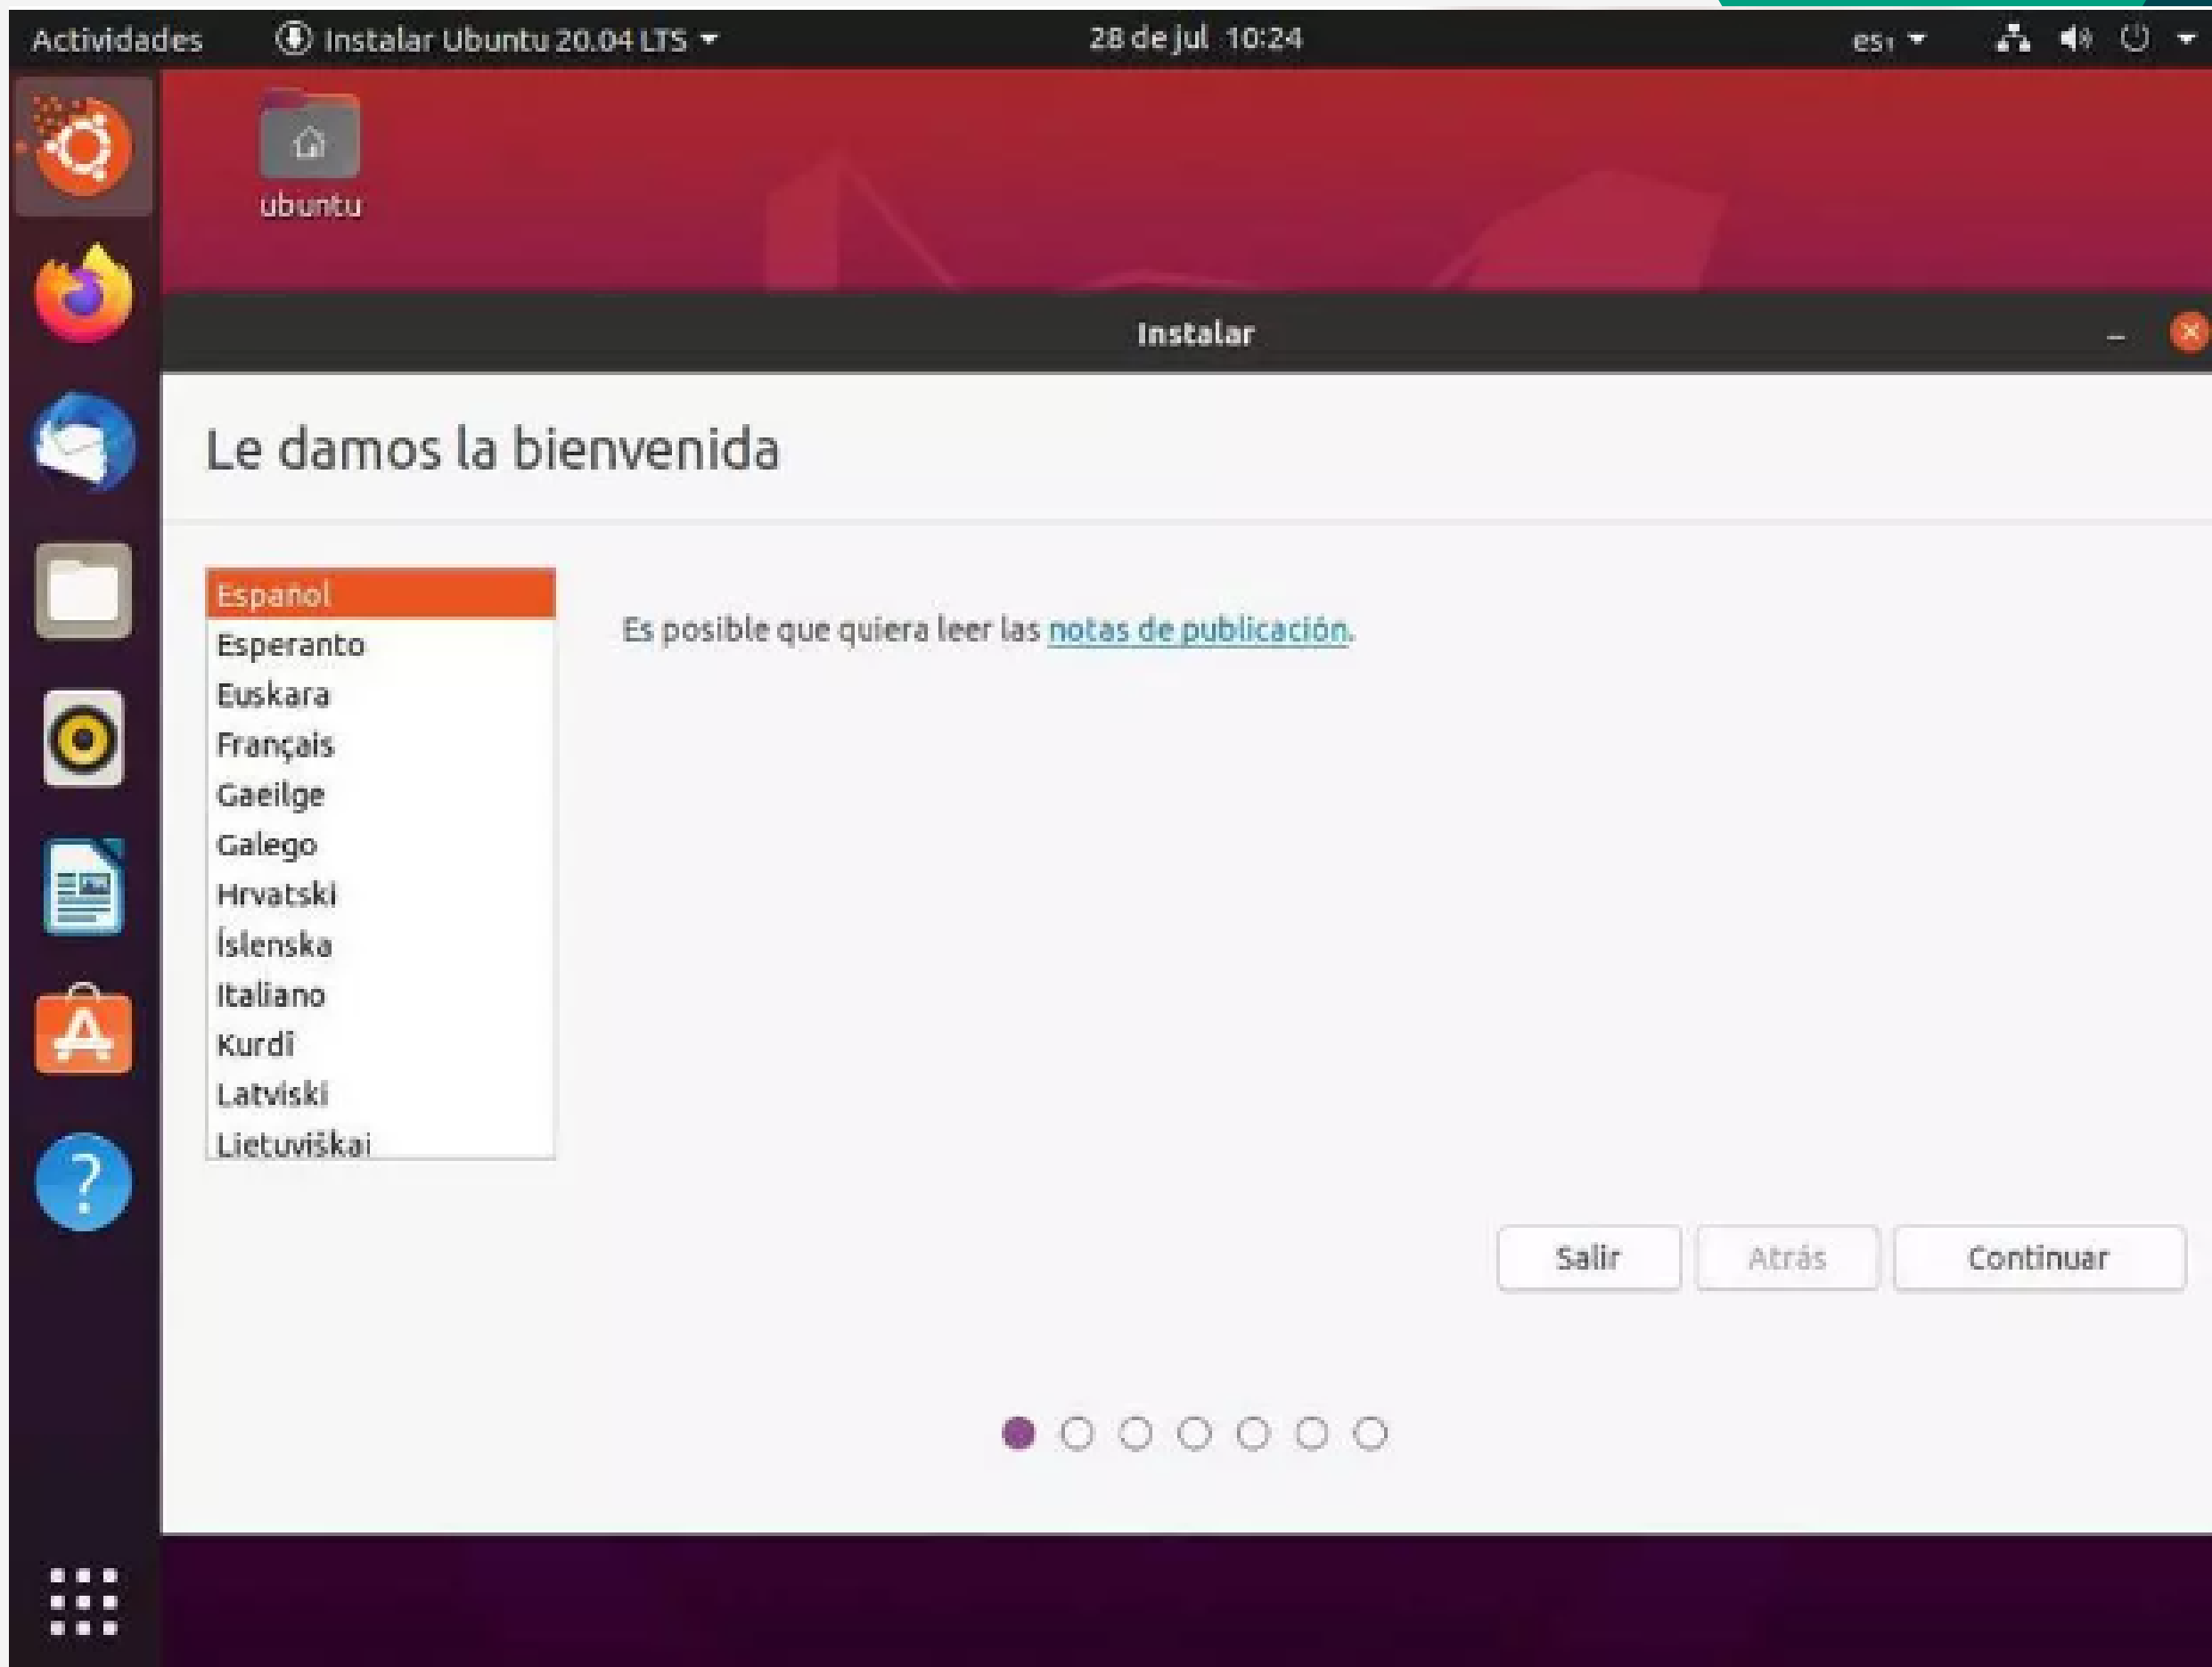 Actividades Instalar Ubuntu 20.04 LTS 28 de jul 10:24 es₁
ubuntu
Instalar
Le damos la bienvenida
Español
Es posible que quiera leer las notas de publicación.
Esperanto
Euskara
Français
Gaeilge
Galego
Hrvatski
Íslenska
Italiano
Kurdî
Latviski
Lietuviškai
Salir Atrás Continuar